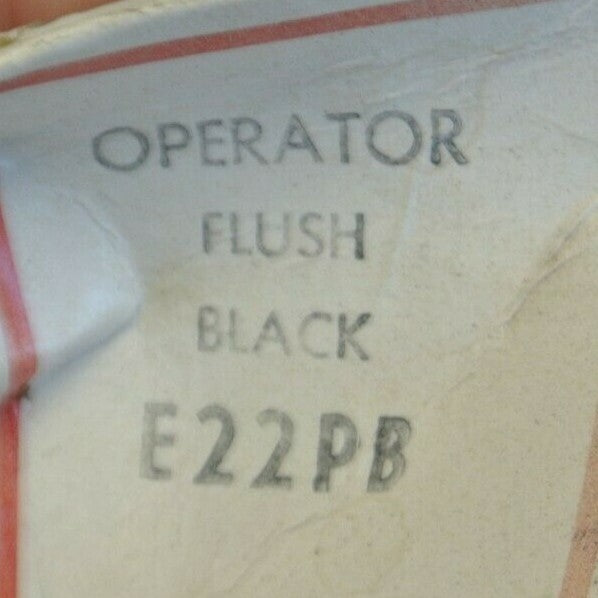 OPERATOR
FLUSH
BLACK
E22PB